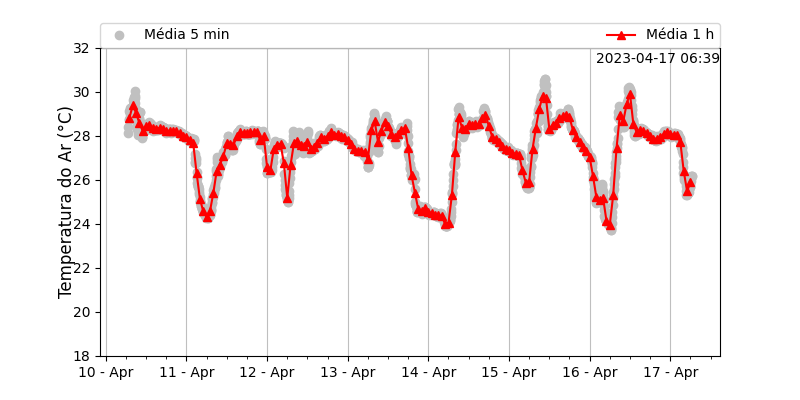 Média 5 min
Média 1 h
2023-04-17 06:39
Temperatura do Ar (°C)
32
30
28
26
24
22
20
18
10 - Apr
11 - Apr
12 - Apr
13 - Apr
14 - Apr
15 - Apr
16 - Apr
17 - Apr